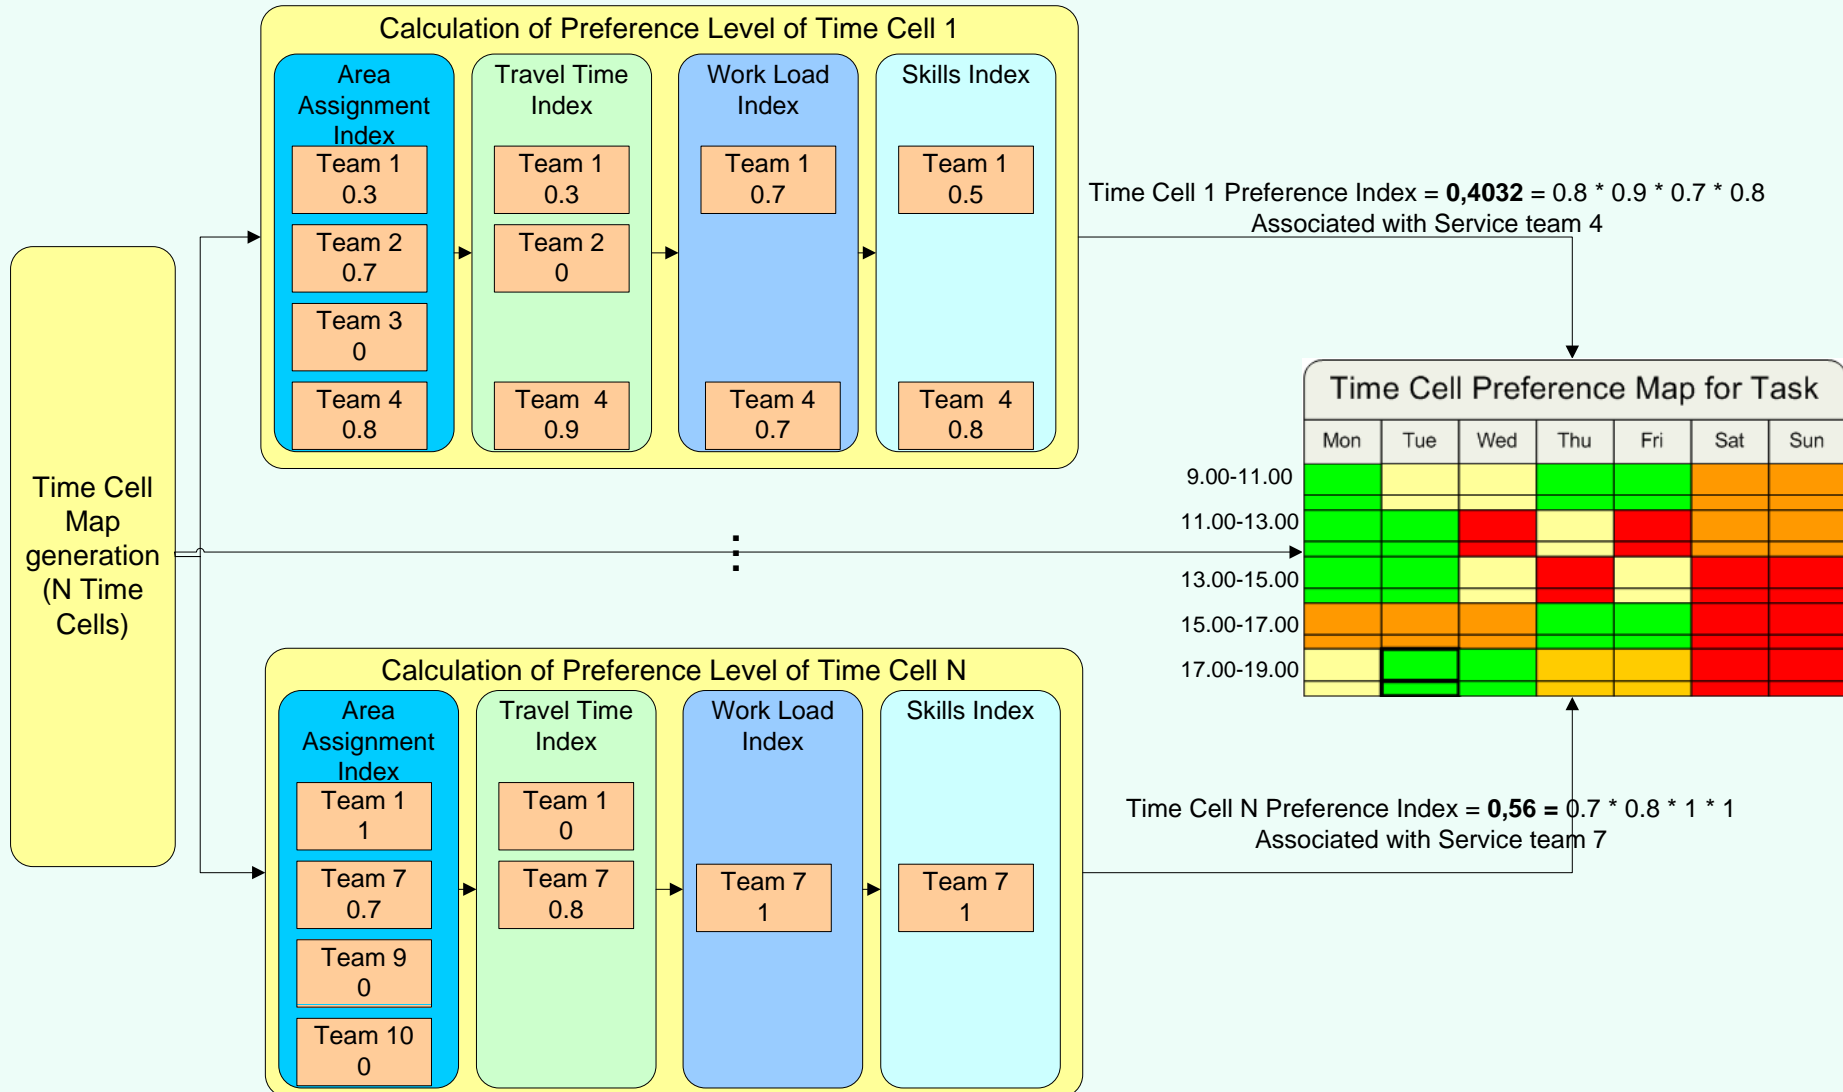 Calculation of Preference Level of Time Cell 1
Area
Assignment
Index
Team 1
0.3
Team 2
0.7
Team 3
0
Team 4
0.8
Travel Time
Index
Team 1
0.3
Team 2
0
Team  4
0.9
Work Load
Index
Team 1
0.7
Team 4
0.7
Skills Index
Team 1
0.5
Team  4
0.8
Time Cell 1 Preference Index = 0,4032 = 0.8 * 0.9 * 0.7 * 0.8
Associated with Service team 4
Time Cell
Map
generation
(N Time
Cells)
⋮
Time Cell Preference Map for Task
Mon Tue Wed Thu Fri Sat Sun
9.00-11.00
11.00-13.00
13.00-15.00
15.00-17.00
17.00-19.00
Calculation of Preference Level of Time Cell N
Area
Assignment
Index
Team 1
1
Team 7
0.7
Team 9
0
Team 10
0
Travel Time
Index
Team 1
0
Team 7
0.8
Work Load
Index
Team 7
1
Skills Index
Team 7
1
Time Cell N Preference Index = 0,56 = 0.7 * 0.8 * 1 * 1
Associated with Service team 7